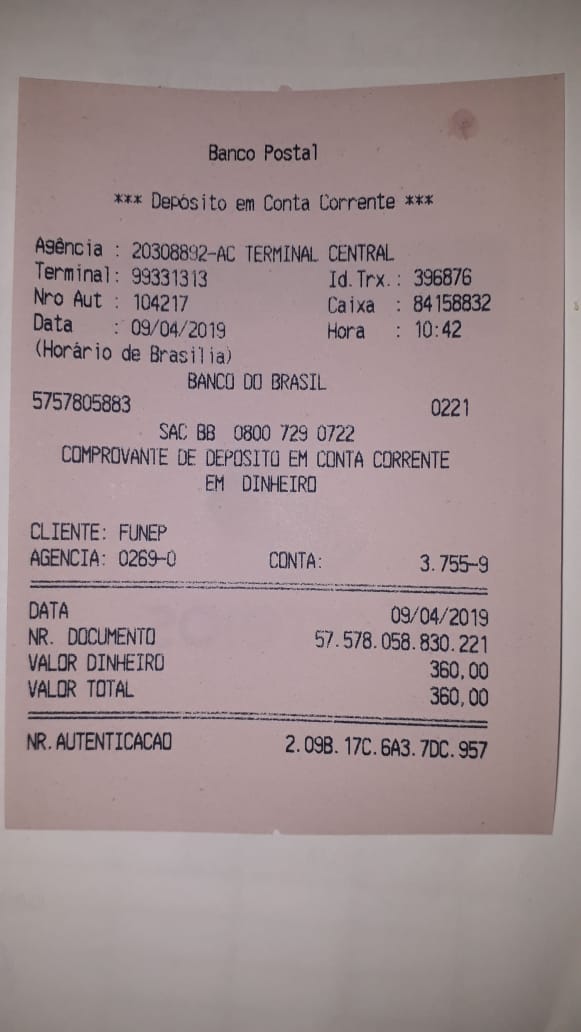 Banco Postal
*** Depósito em Conta Corrente ***
Agência : 20308892-AC TERMINAL CENTRAL
Terminal: 99331313 Id.Trx.: 396876
Nro Aut : 104217 Caixa : 84158832
Data : 09/04/2019 Hora : 10:42
(Horário de Brasilia)
BANCO DO BRASIL
5757805883 0221
SAC BB 0800 729 0722
COMPROVANTE DE DEPOSITO EM CONTA CORRENTE
EM DINHEIRO
CLIENTE: FUNEP
AGENCIA: 0269-0 CONTA: 3.755-9
DATA 09/04/2019
NR. DOCUMENTO 57.578.058.830.221
VALOR DINHEIRO 360,00
VALOR TOTAL 360,00
NR.AUTENTICACAO 2.09B.17C.6A3.7DC.957